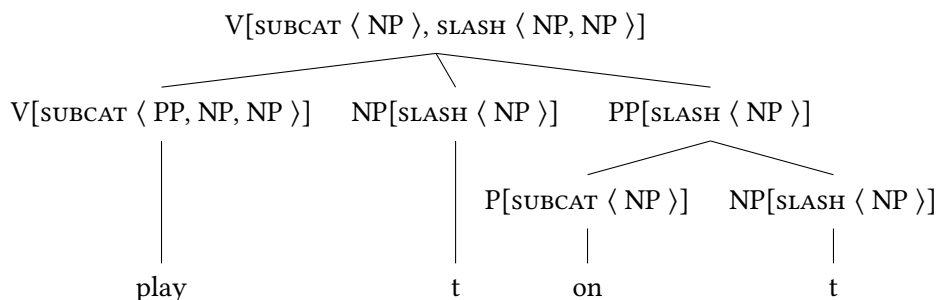 V[SUBCAT ⟨ NP ⟩, SLASH ⟨ NP, NP ⟩]
V[SUBCAT ⟨ PP, NP, NP ⟩] NP[SLASH ⟨ NP ⟩] PP[SLASH ⟨ NP ⟩]
P[SUBCAT ⟨ NP ⟩] NP[SLASH ⟨ NP ⟩]
play t on t